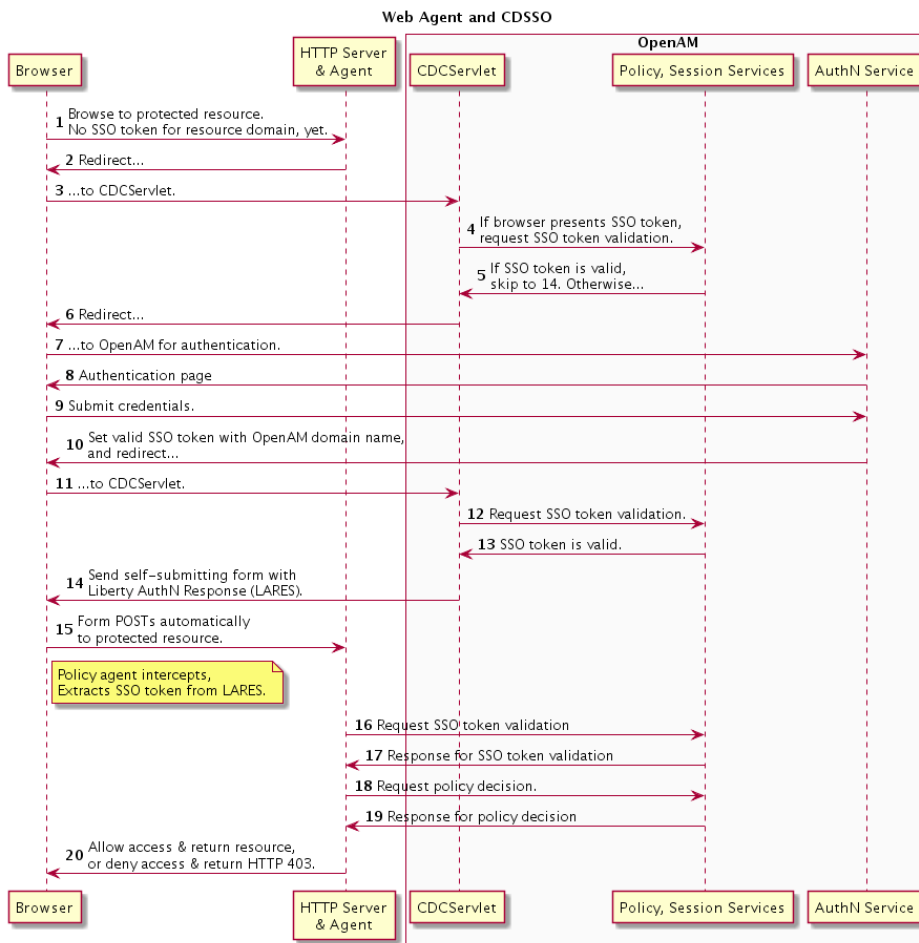 Web Agent and CDSSO
OpenAM
Browser
HTTP Server
& Agent
CDCServlet
Policy, Session Services
AuthN Service
1 Browse to protected resource.
No SSO token for resource domain, yet.
2 Redirect...
3 ...to CDCServlet.
4 If browser presents SSO token,
request SSO token validation.
5 If SSO token is valid,
skip to 14. Otherwise...
6 Redirect...
7 ...to OpenAM for authentication.
8 Authentication page
9 Submit credentials.
10 Set valid SSO token with OpenAM domain name,
and redirect...
11 ...to CDCServlet.
12 Request SSO token validation.
13 SSO token is valid.
14 Send self-submitting form with
Liberty AuthN Response (LARES).
15 Form POSTs automatically
to protected resource.
Policy agent intercepts,
Extracts SSO token from LARES.
16 Request SSO token validation
17 Response for SSO token validation
18 Request policy decision.
19 Response for policy decision
20 Allow access & return resource,
or deny access & return HTTP 403.
Browser
HTTP Server
& Agent
CDCServlet
Policy, Session Services
AuthN Service